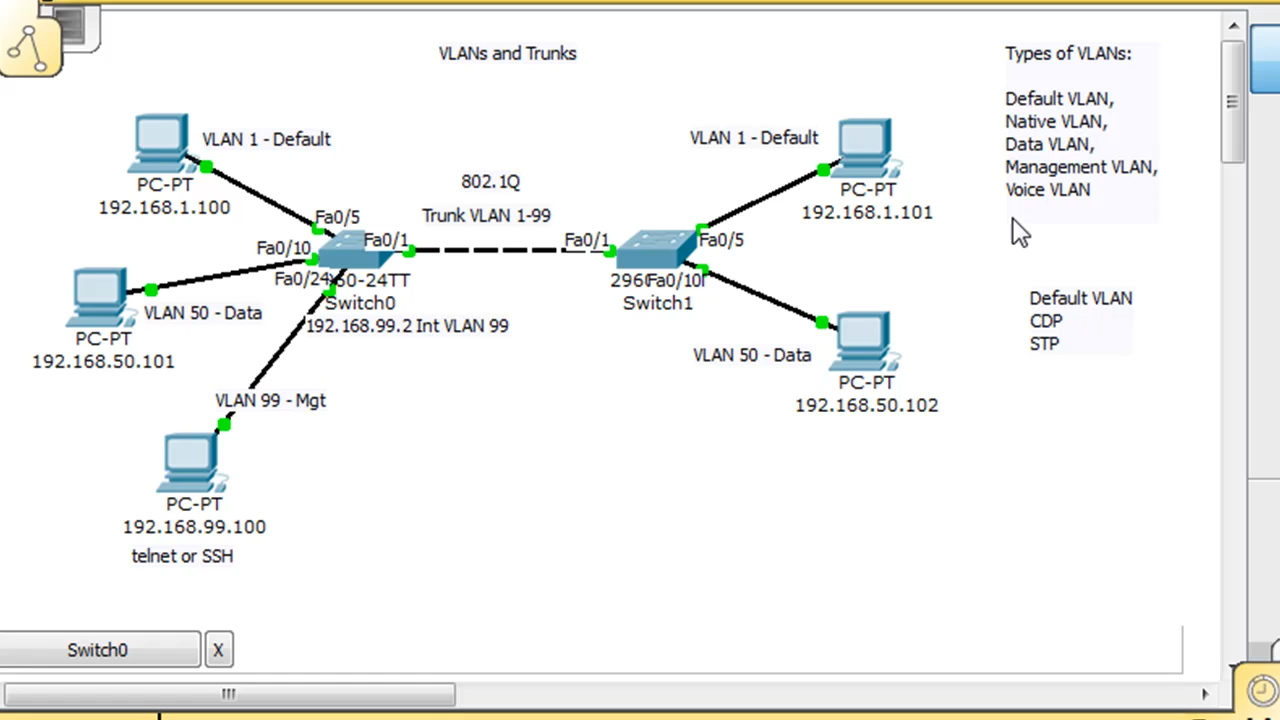 VLANs and Trunks
Types of VLANs:
Default VLAN,
Native VLAN,
Data VLAN,
Management VLAN,
Voice VLAN
VLAN 1 - Default
PC-PT
192.168.1.100
VLAN 1 - Default
PC-PT
192.168.1.101
802.1Q
Trunk VLAN 1-99
Fa0/5
Fa0/10
Fa0/1
Fa0/24
50-24TT
Switch0
192.168.99.2 Int VLAN 99
Fa0/1
Fa0/5
Fa0/10
Switch1
VLAN 50 - Data
PC-PT
192.168.50.101
VLAN 50 - Data
PC-PT
192.168.50.102
Default VLAN
CDP
STP
VLAN 99 - Mgt
PC-PT
192.168.99.100
telnet or SSH
Switch0
X